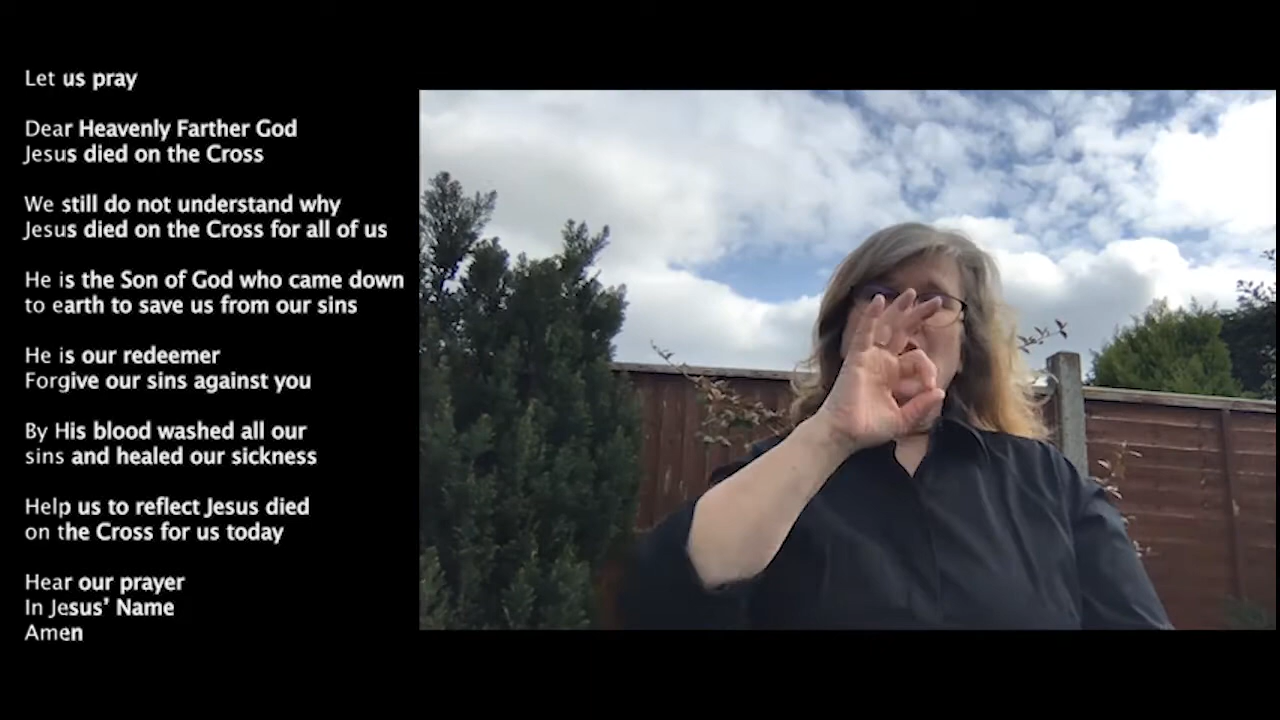 Let us pray
Dear Heavenly Farther God
Jesus died on the Cross
We still do not understand why
Jesus died on the Cross for all of us
He is the Son of God who came down
to earth to save us from our sins
He is our redeemer
Forgive our sins against you
By His blood washed all our
sins and healed our sickness
Help us to reflect Jesus died
on the Cross for us today
Hear our prayer
In Jesus’ Name
Amen